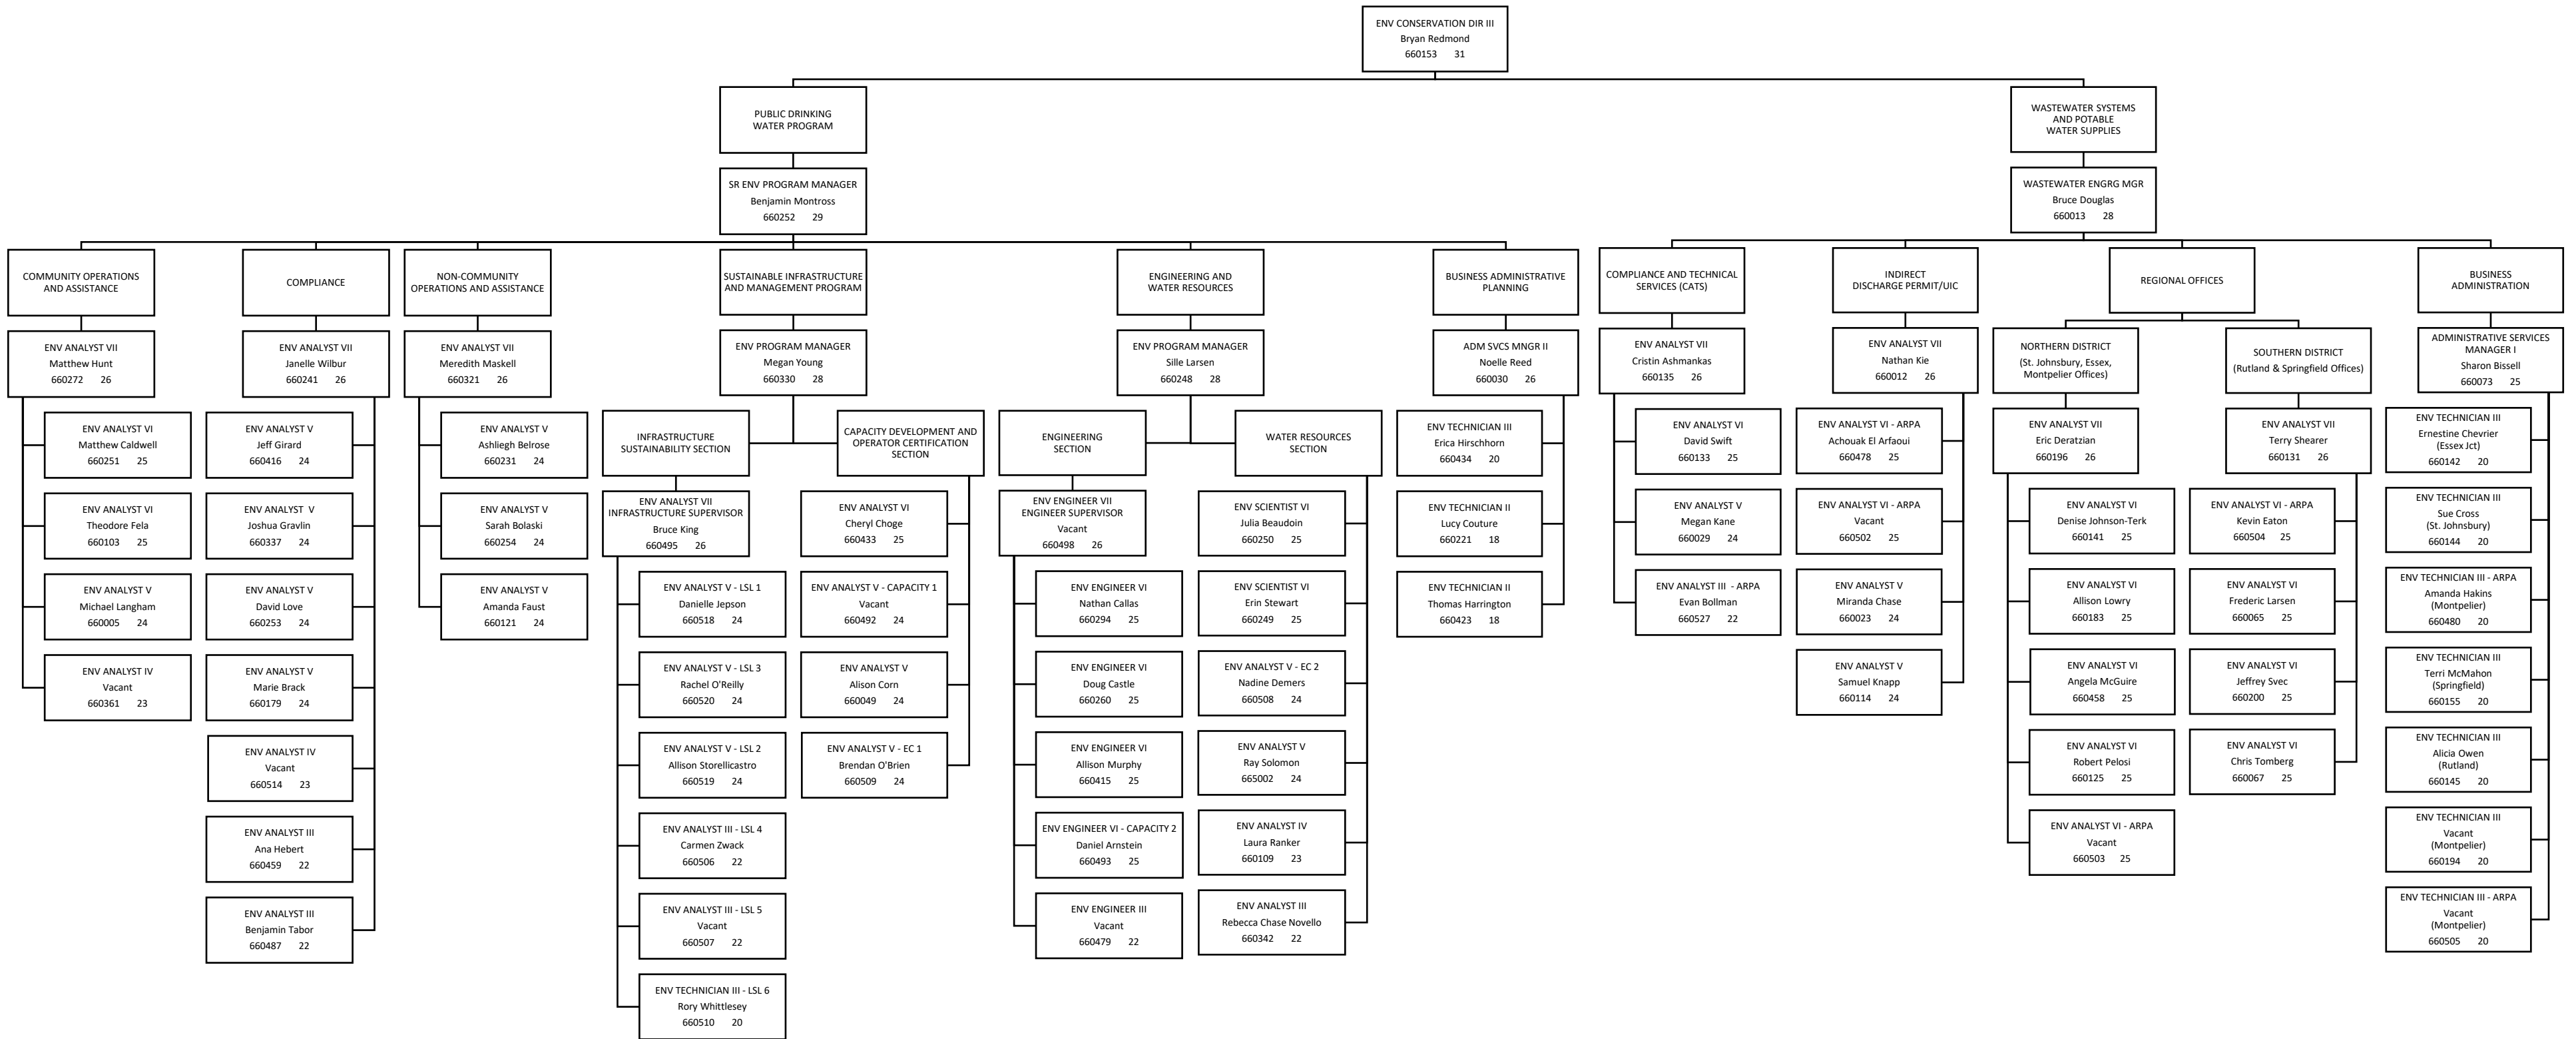 ENV CONSERVATION DIR III
Bryan Redmond
660153 31
PUBLIC DRINKING
WATER PROGRAM
SR ENV PROGRAM MANAGER
Benjamin Montross
660252 29
COMMUNITY OPERATIONS
AND ASSISTANCE
ENV ANALYST VII
Matthew Hunt
660272 26
ENV ANALYST VI
Matthew Caldwell
660251 25
ENV ANALYST VI
Theodore Fela
660103 25
ENV ANALYST V
Michael Langham
660005 24
ENV ANALYST IV
Vacant
660361 23
COMPLIANCE
ENV ANALYST VII
Janelle Wilbur
660241 26
ENV ANALYST V
Jeff Girard
660416 24
ENV ANALYST V
Joshua Gravlin
660337 24
ENV ANALYST V
David Love
660253 24
ENV ANALYST V
Marie Brack
660179 24
ENV ANALYST IV
Vacant
660514 23
ENV ANALYST III
Ana Hebert
660459 22
ENV ANALYST III
Benjamin Tabor
660487 22
NON-COMMUNITY
OPERATIONS AND ASSISTANCE
ENV ANALYST VII
Meredith Maskell
660321 26
ENV ANALYST V
Ashliegh Belrose
660231 24
ENV ANALYST V
Sarah Bolaski
660254 24
ENV ANALYST V
Amanda Faust
660121 24
SUSTAINABLE INFRASTRUCTURE
AND MANAGEMENT PROGRAM
ENV PROGRAM MANAGER
Megan Young
660330 28
INFRASTRUCTURE
SUSTAINABILITY SECTION
ENV ANALYST VII
INFRASTRUCTURE SUPERVISOR
Bruce King
660495 26
ENV ANALYST V - LSL 1
Danielle Jepson
660518 24
ENV ANALYST V - LSL 3
Rachel O'Reilly
660520 24
ENV ANALYST V - LSL 2
Allison Storellicastro
660519 24
ENV ANALYST III - LSL 4
Carmen Zwack
660506 22
ENV ANALYST III - LSL 5
Vacant
660507 22
ENV TECHNICIAN III - LSL 6
Rory Whittlesey
660510 20
CAPACITY DEVELOPMENT AND
OPERATOR CERTIFICATION
SECTION
ENV ANALYST VI
Cheryl Choge
660433 25
ENV ANALYST V - CAPACITY 1
Vacant
660492 24
ENV ANALYST V
Alison Corn
660049 24
ENV ANALYST V - EC 1
Brendan O'Brien
660509 24
ENGINEERING AND
WATER RESOURCES
ENV PROGRAM MANAGER
Sille Larsen
660248 28
ENGINEERING
SECTION
ENV ENGINEER VII
ENGINEER SUPERVISOR
Vacant
660498 26
ENV ENGINEER VI
Nathan Callas
660294 25
ENV ENGINEER VI
Doug Castle
660260 25
ENV ENGINEER VI
Allison Murphy
660415 25
ENV ENGINEER VI - CAPACITY 2
Daniel Arnstein
660493 25
ENV ENGINEER III
Vacant
660479 22
WATER RESOURCES
SECTION
ENV SCIENTIST VI
Julia Beaudoin
660250 25
ENV SCIENTIST VI
Erin Stewart
660249 25
ENV ANALYST V - EC 2
Nadine Demers
660508 24
ENV ANALYST V
Ray Solomon
665002 24
ENV ANALYST IV
Laura Ranker
660109 23
ENV ANALYST III
Rebecca Chase Novello
660342 22
BUSINESS ADMINISTRATIVE
PLANNING
ADM SVCS MNGR II
Noelle Reed
660030 26
ENV TECHNICIAN III
Erica Hirschhorn
660434 20
ENV TECHNICIAN II
Lucy Couture
660221 18
ENV TECHNICIAN II
Thomas Harrington
660423 18
WASTEWATER SYSTEMS
AND POTABLE
WATER SUPPLIES
WASTEWATER ENGRG MGR
Bruce Douglas
660013 28
COMPLIANCE AND TECHNICAL
SERVICES (CATS)
ENV ANALYST VII
Cristin Ashmankas
660135 26
ENV ANALYST VI
David Swift
660133 25
ENV ANALYST V
Megan Kane
660029 24
ENV ANALYST III - ARPA
Evan Bollman
660527 22
INDIRECT
DISCHARGE PERMIT/UIC
ENV ANALYST VII
Nathan Kie
660012 26
ENV ANALYST VI - ARPA
Achouak El Arfaoui
660478 25
ENV ANALYST VI - ARPA
Vacant
660502 25
ENV ANALYST V
Miranda Chase
660023 24
ENV ANALYST V
Samuel Knapp
660114 24
REGIONAL OFFICES
NORTHERN DISTRICT
(St. Johnsbury, Essex,
Montpelier Offices)
ENV ANALYST VII
Eric Deratzian
660196 26
ENV ANALYST VI
Denise Johnson-Terk
660141 25
ENV ANALYST VI
Allison Lowry
660183 25
ENV ANALYST VI
Angela McGuire
660458 25
ENV ANALYST VI
Robert Pelosi
660125 25
ENV ANALYST VI - ARPA
Vacant
660503 25
SOUTHERN DISTRICT
(Rutland & Springfield Offices)
ENV ANALYST VII
Terry Shearer
660131 26
ENV ANALYST VI - ARPA
Kevin Eaton
660504 25
ENV ANALYST VI
Frederic Larsen
660065 25
ENV ANALYST VI
Jeffrey Svec
660200 25
ENV ANALYST VI
Chris Tomberg
660067 25
BUSINESS
ADMINISTRATION
ADMINISTRATIVE SERVICES
MANAGER I
Sharon Bissell
660073 25
ENV TECHNICIAN III
Ernestine Chevrier
(Essex Jct)
660142 20
ENV TECHNICIAN III
Sue Cross
(St. Johnsbury)
660144 20
ENV TECHNICIAN III - ARPA
Amanda Hakins
(Montpelier)
660480 20
ENV TECHNICIAN III
Terri McMahon
(Springfield)
660155 20
ENV TECHNICIAN III
Alicia Owen
(Rutland)
660145 20
ENV TECHNICIAN III
Vacant
(Montpelier)
660194 20
ENV TECHNICIAN III - ARPA
Vacant
(Montpelier)
660505 20